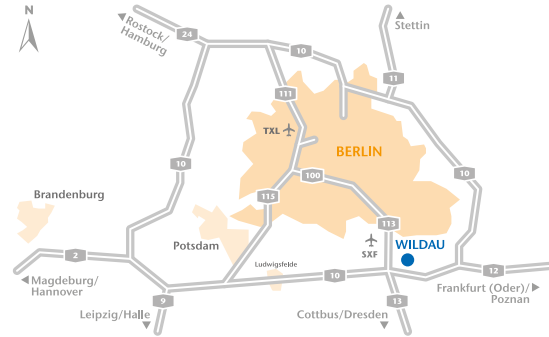 N
Rostock/
Hamburg
24
10
Stettin
11
111
TXL
BERLIN
10
100
10
Brandenburg
115
113
Potsdam
SXF
WILDAU
2
Ludwigsfelde
10
12
Magdeburg/
Hannover
9
13
Frankfurt (Oder)/
Poznan
Leipzig/Halle
Cottbus/Dresden